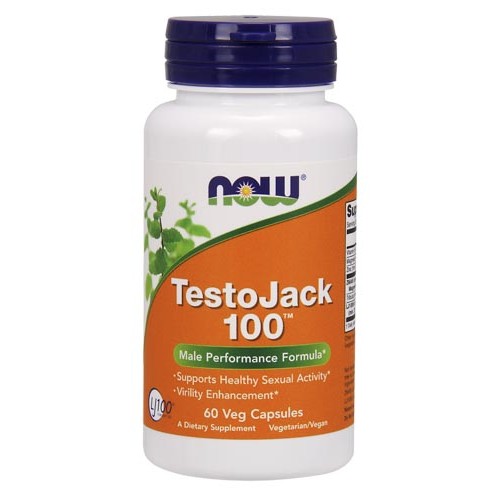 now®
TestoJack
100™
Male Performance Formula*
•Supports Healthy Sexual Activity*
•Virility Enhancement*
60 Veg Capsules
A Dietary Supplement Vegetarian/Vegan
LJ100®